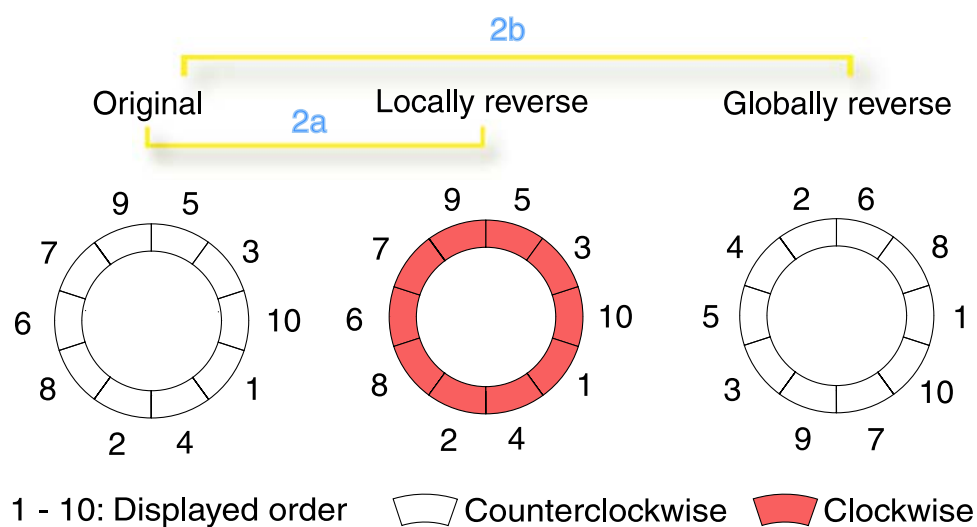 2b
Original Locally reverse Globally reverse
2a
9 5 9 5 2 6
7 3 7 3 4 8
6 10 6 10 5 1
8 1 8 1 3 10
2 4 2 4 9 7
1 - 10: Displayed order Counterclockwise Clockwise